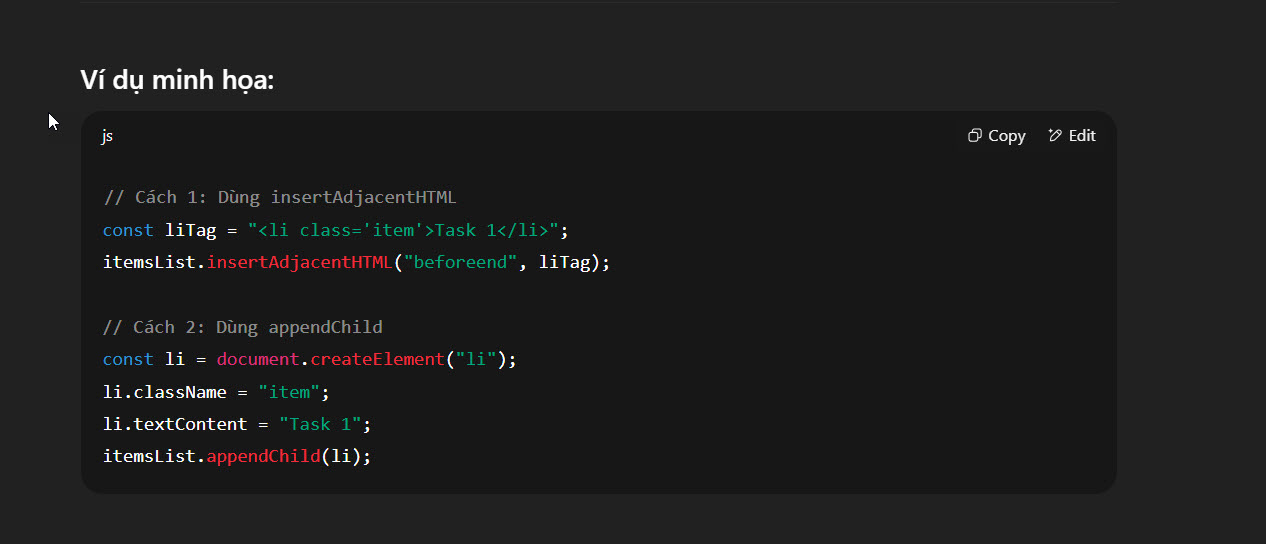 Ví dụ minh họa:
js
Copy
Edit
// Cách 1: Dùng insertAdjacentHTML
const liTag = "<li class='item'>Task 1</li>";
itemsList.insertAdjacentHTML("beforeend", liTag);
// Cách 2: Dùng appendChild
const li = document.createElement("li");
li.className = "item";
li.textContent = "Task 1";
itemsList.appendChild(li);